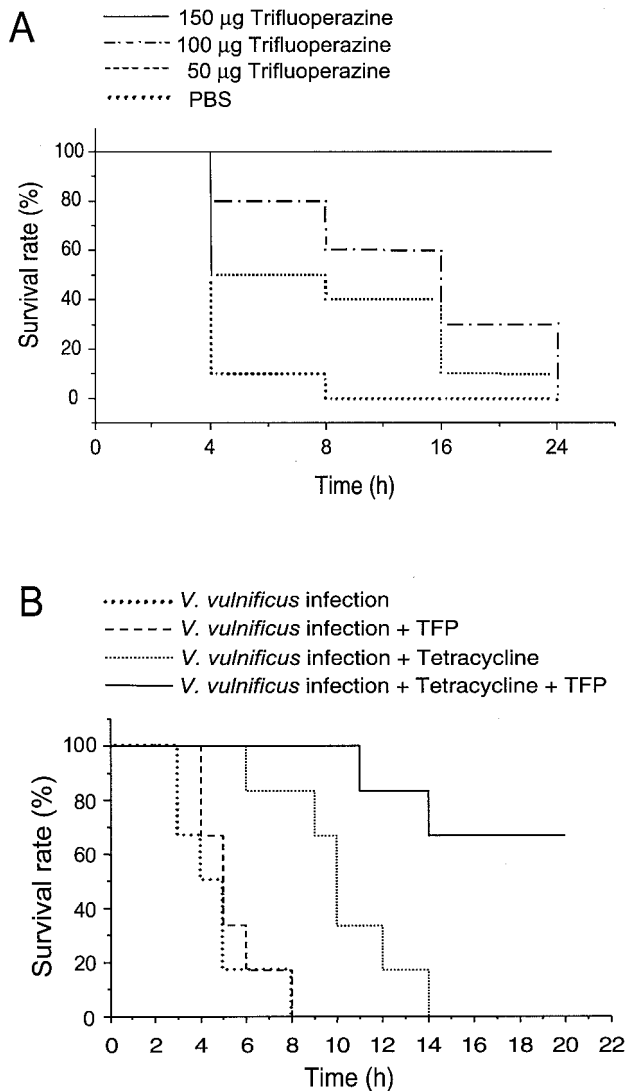 A
150 µg Trifluoperazine
100 µg Trifluoperazine
50 µg Trifluoperazine
PBS
Survival rate (%)
100
80
60
40
20
0
0 4 8 16 24
Time (h)
B
V. vulnificus infection
V. vulnificus infection + TFP
V. vulnificus infection + Tetracycline
V. vulnificus infection + Tetracycline + TFP
Survival rate (%)
100
80
60
40
20
0
0 2 4 6 8 10 12 14 16 18 20 22
Time (h)